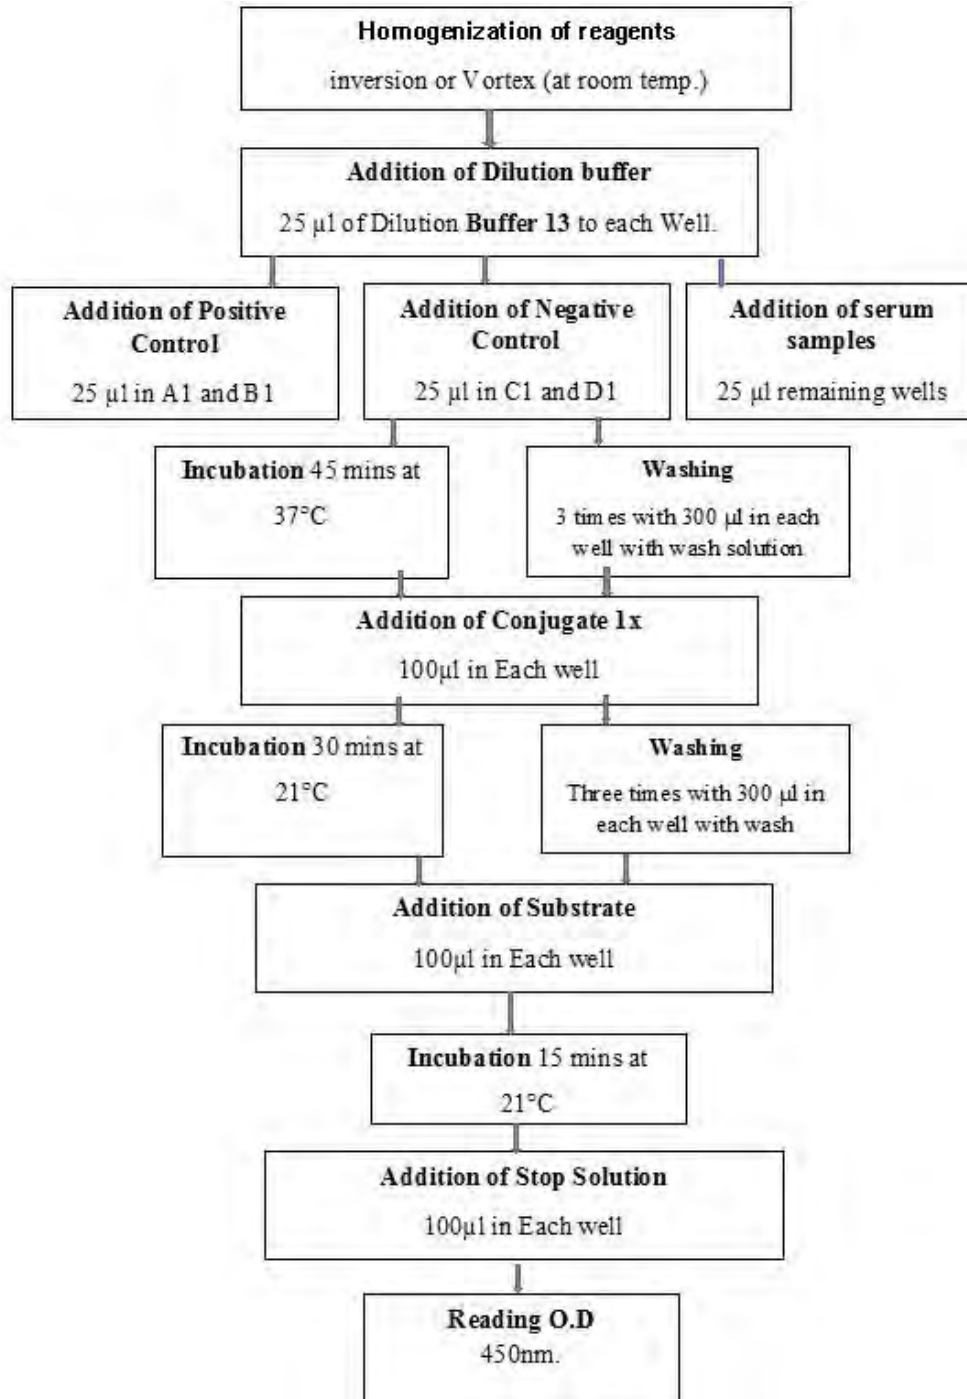 Homogenization of reagents
inversion or Vortex (at room temp.)
Addition of Dilution buffer
25 µl of Dilution Buffer 13 to each Well.
Addition of Positive
Control
25 µl in A1 and B1
Addition of Negative
Control
25 µl in C1 and D1
Addition of serum
samples
25 µl remaining wells
Incubation 45 mins at
37°C
Washing
3 times with 300 µl in each
well with wash solution
Addition of Conjugate 1x
100µl in Each well
Incubation 30 mins at
21°C
Washing
Three times with 300 µl in
each well with wash
Addition of Substrate
100µl in Each well
Incubation 15 mins at
21°C
Addition of Stop Solution
100µl in Each well
Reading O.D
450nm.